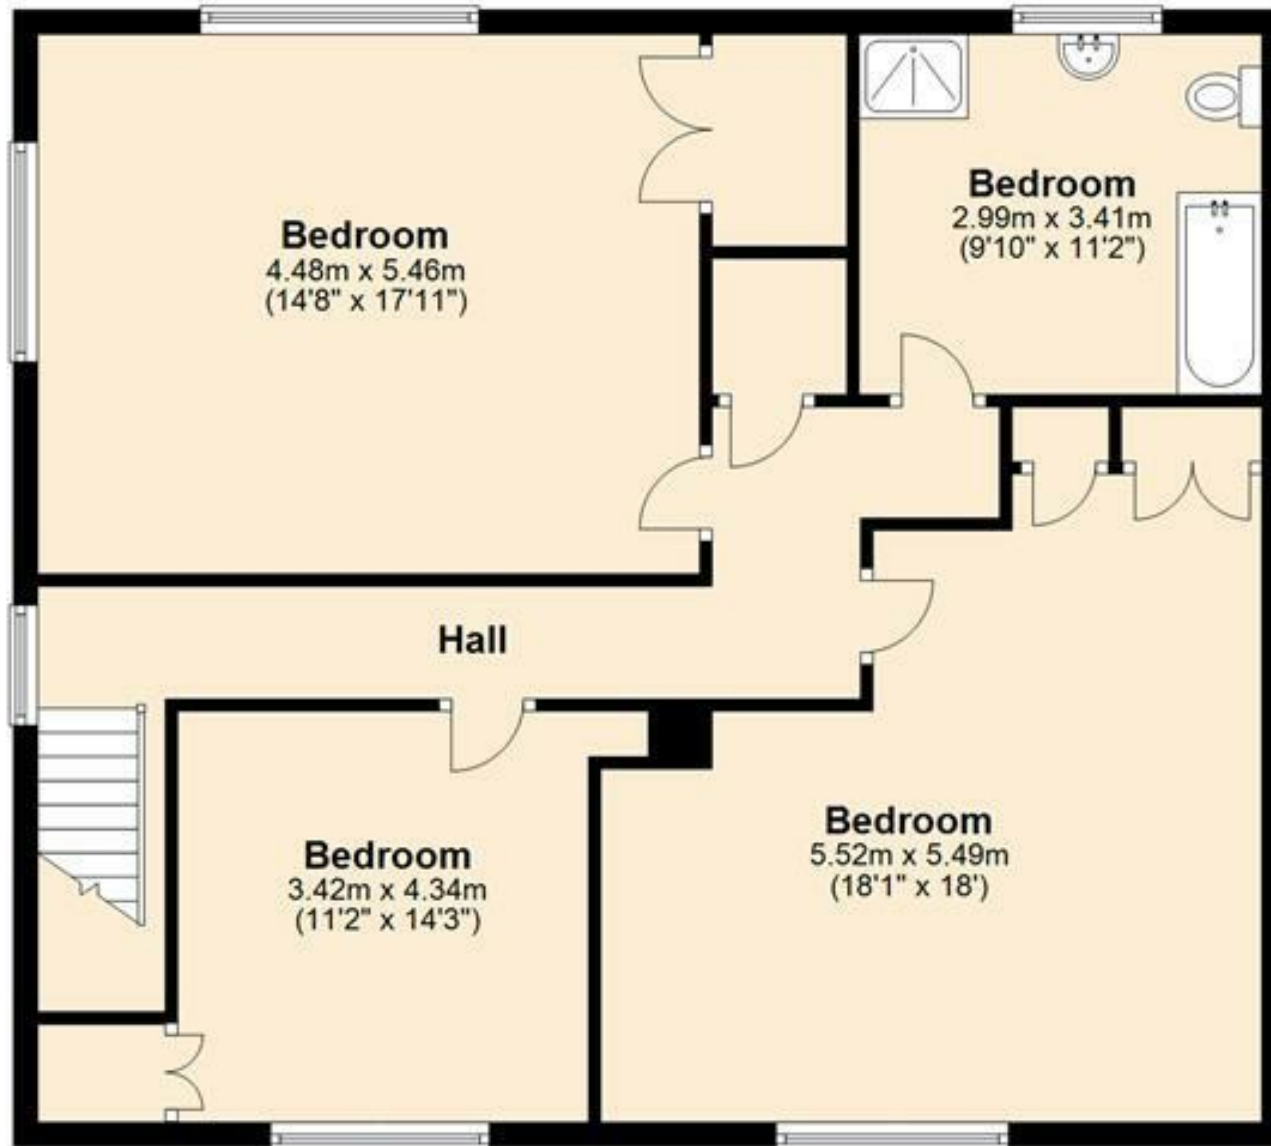 Bedroom
4.48m x 5.46m
(14'8" x 17'11")
Bedroom
2.99m x 3.41m
(9'10" x 11'2")
Hall
Bedroom
3.42m x 4.34m
(11'2" x 14'3")
Bedroom
5.52m x 5.49m
(18'1" x 18')